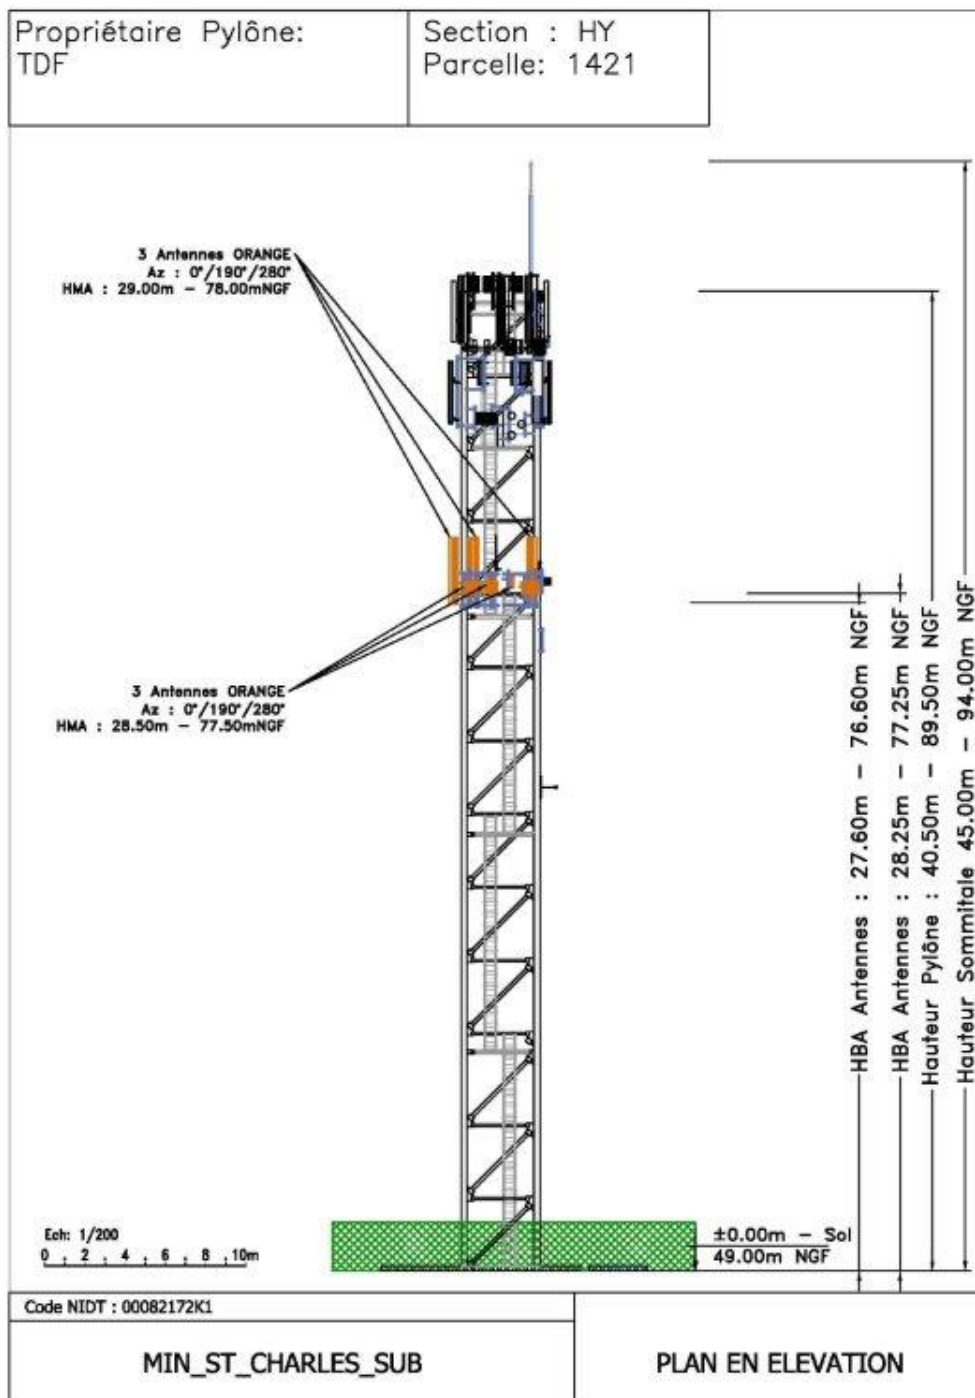 Propriétaire Pylône:
TDF
Section : HY
Parcelle: 1421
3 Antennes ORANGE
Az : 0°/190°/280°
HMA : 29.00m - 78.00mNGF
3 Antennes ORANGE
Az : 0°/190°/280°
HMA : 28.50m - 77.50mNGF
HBA Antennes : 27.60m - 76.60m NGF
HBA Antennes : 28.25m - 77.25m NGF
Hauteur Pylône : 40.50m - 89.50m NGF
Hauteur Sommitale 45.00m - 94.00m NGF
Ech: 1/200
0 . 2 . 4 . 6 . 8 . 10m
±0.00m - Sol
49.00m NGF
Code NIDT : 00082172K1
MIN_ST_CHARLES_SUB
PLAN EN ELEVATION